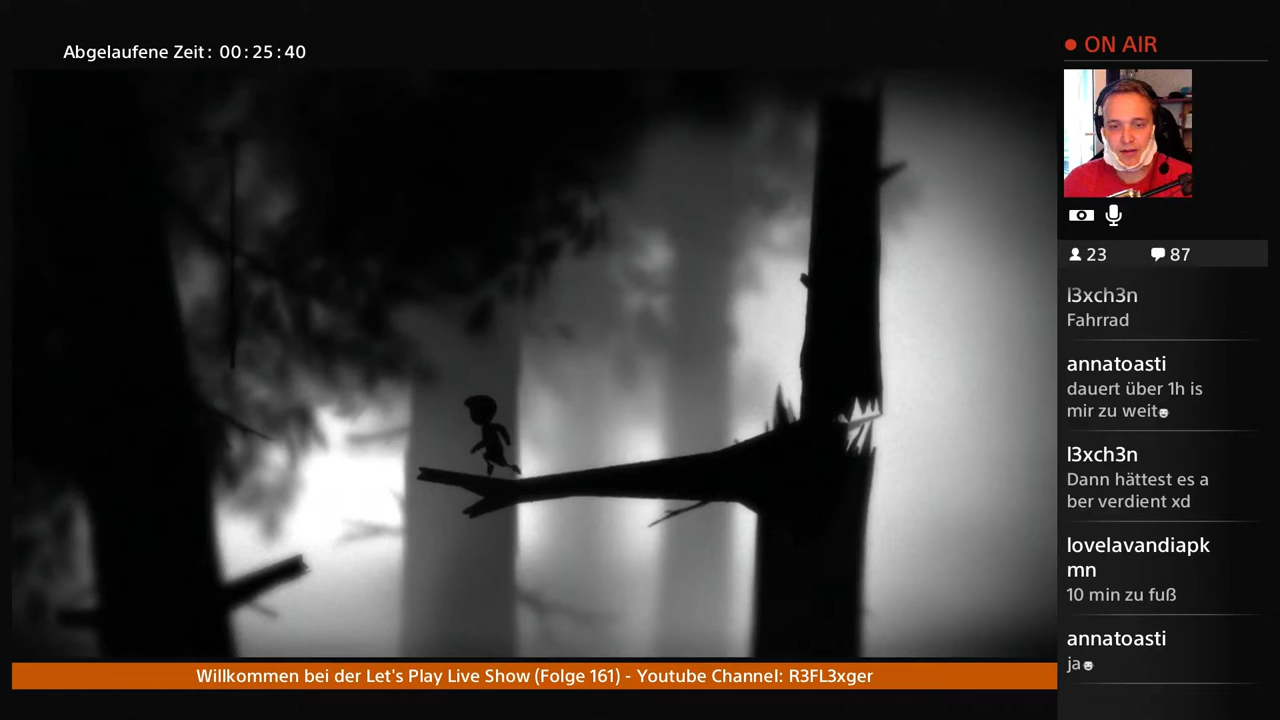 Abgelaufene Zeit: 00:25:40
ON AIR
23 87
l3xch3n
Fahrrad
annatoasti
dauert über 1h is
mir zu weit
l3xch3n
Dann hättest es a
ber verdient xd
lovelavandiapk
mn
10 min zu fuß
annatoasti
ja
Willkommen bei der Let's Play Live Show (Folge 161) - Youtube Channel: R3FL3xger